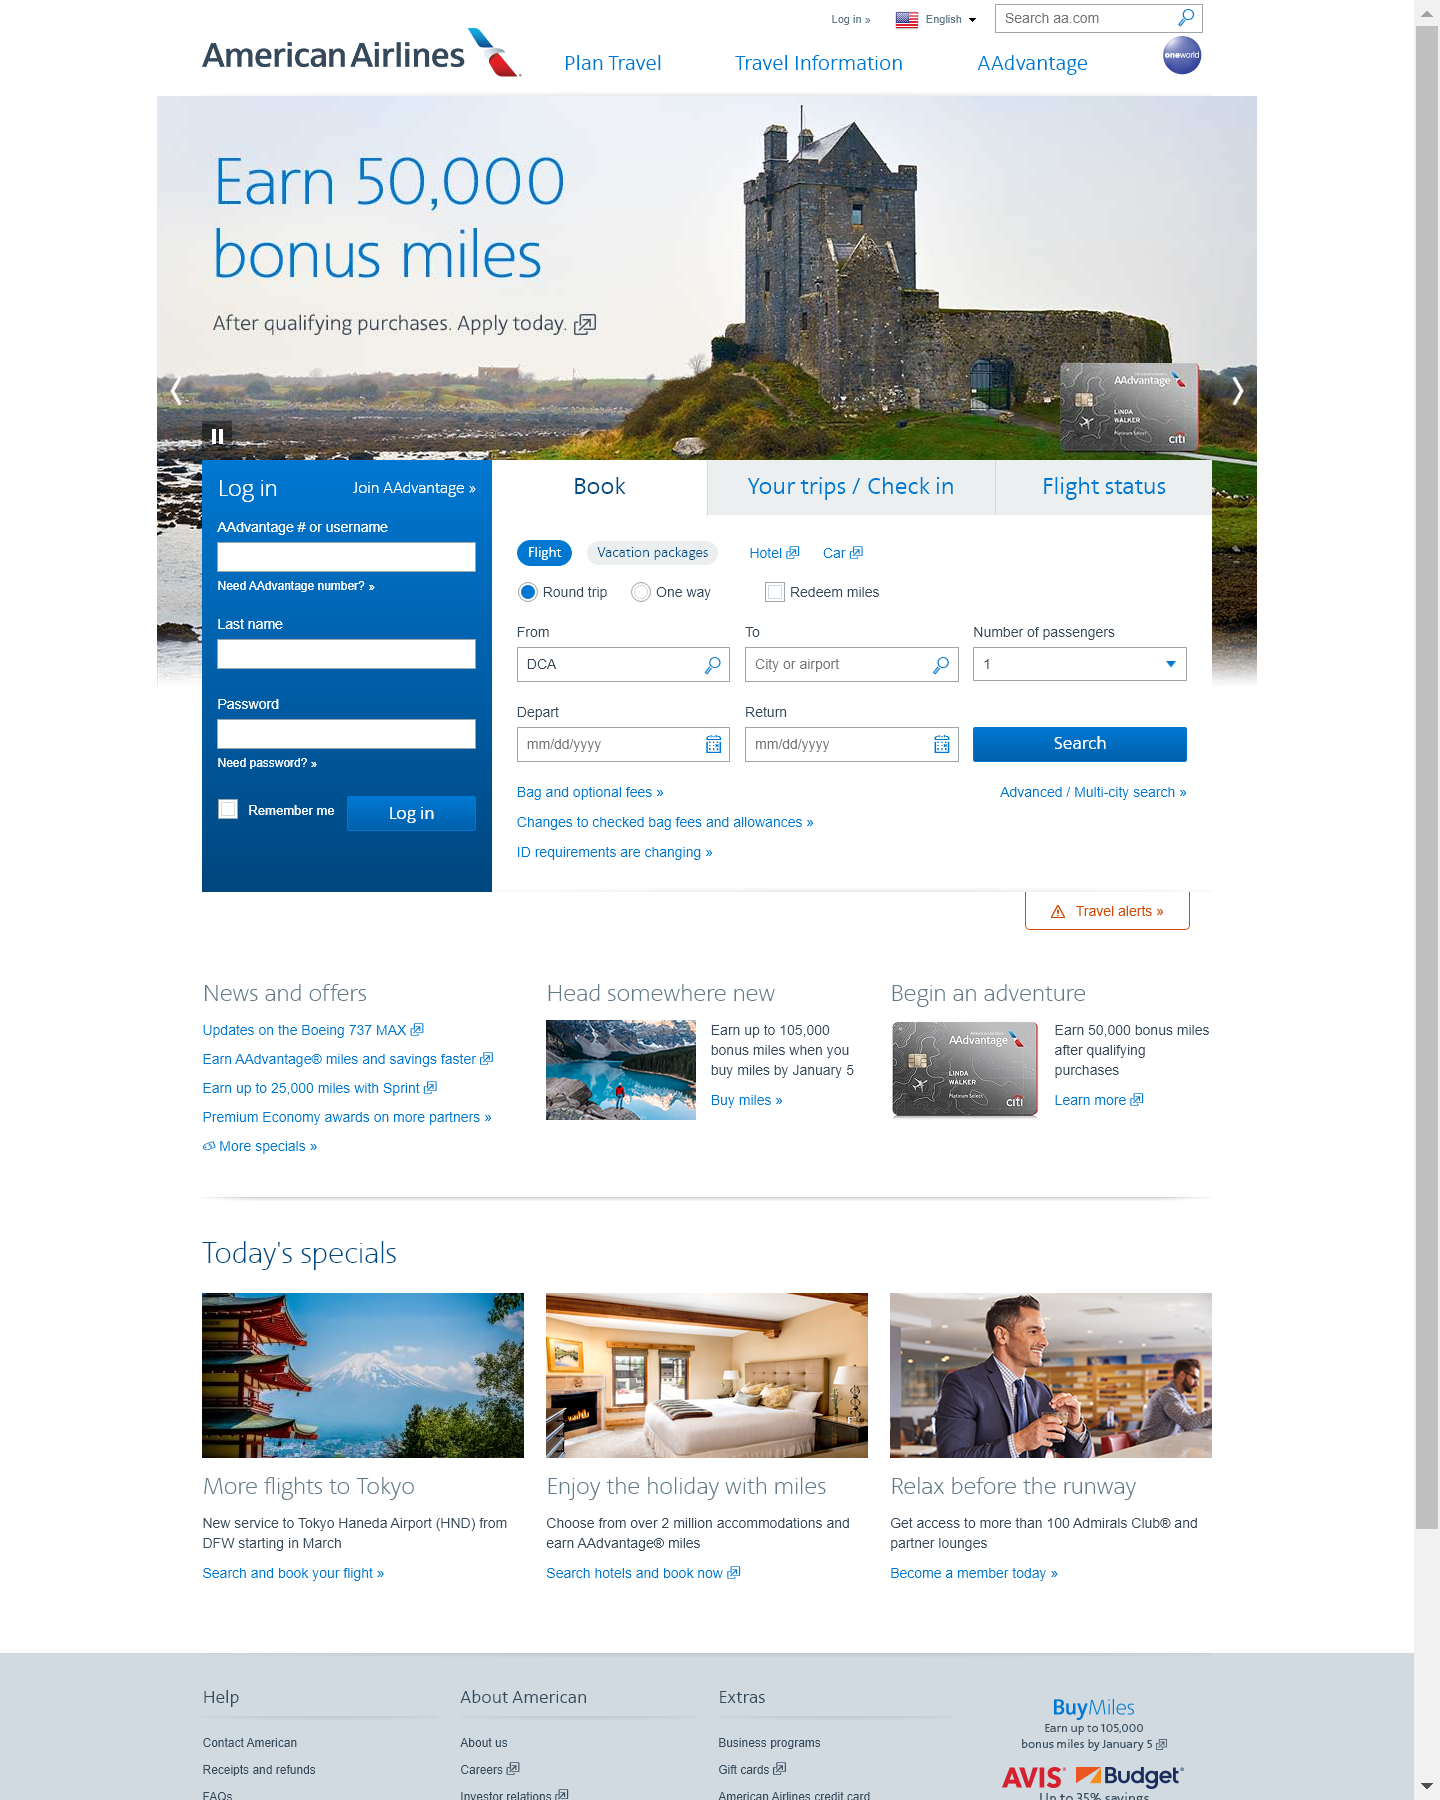 Log in »
English
Search aa.com
American Airlines
Plan Travel
Travel Information
AAdvantage
oneworld
Earn 50,000
bonus miles
After qualifying purchases. Apply today.
AAdvantage
LINDA
WALKER
Platinum Select
citi
Log in
Join AAdvantage »
AAdvantage # or username
Need AAdvantage number? »
Last name
Password
Need password? »
Remember me
Log in
Book
Your trips / Check in
Flight status
Flight
Vacation packages
Hotel
Car
Round trip
One way
Redeem miles
From
To
Number of passengers
DCA
City or airport
1
Depart
Return
mm/dd/yyyy
mm/dd/yyyy
Search
Bag and optional fees »
Advanced / Multi-city search »
Changes to checked bag fees and allowances »
ID requirements are changing »
Travel alerts »
News and offers
Updates on the Boeing 737 MAX
Earn AAdvantage® miles and savings faster
Earn up to 25,000 miles with Sprint
Premium Economy awards on more partners »
More specials »
Head somewhere new
Earn up to 105,000
bonus miles when you
buy miles by January 5
Buy miles »
Begin an adventure
American Airlines
AAdvantage
LINDA
WALKER
Platinum Select
citi
Earn 50,000 bonus miles
after qualifying
purchases
Learn more
Today's specials
More flights to Tokyo
New service to Tokyo Haneda Airport (HND) from
DFW starting in March
Search and book your flight »
Enjoy the holiday with miles
Choose from over 2 million accommodations and
earn AAdvantage® miles
Search hotels and book now
Relax before the runway
Get access to more than 100 Admirals Club® and
partner lounges
Become a member today »
Help
Contact American
Receipts and refunds
FAQs
About American
About us
Careers
Investor relations
Extras
Business programs
Gift cards
American Airlines credit card
BuyMiles
Earn up to 105,000
bonus miles by January 5
AVIS Budget
Up to 35% savings